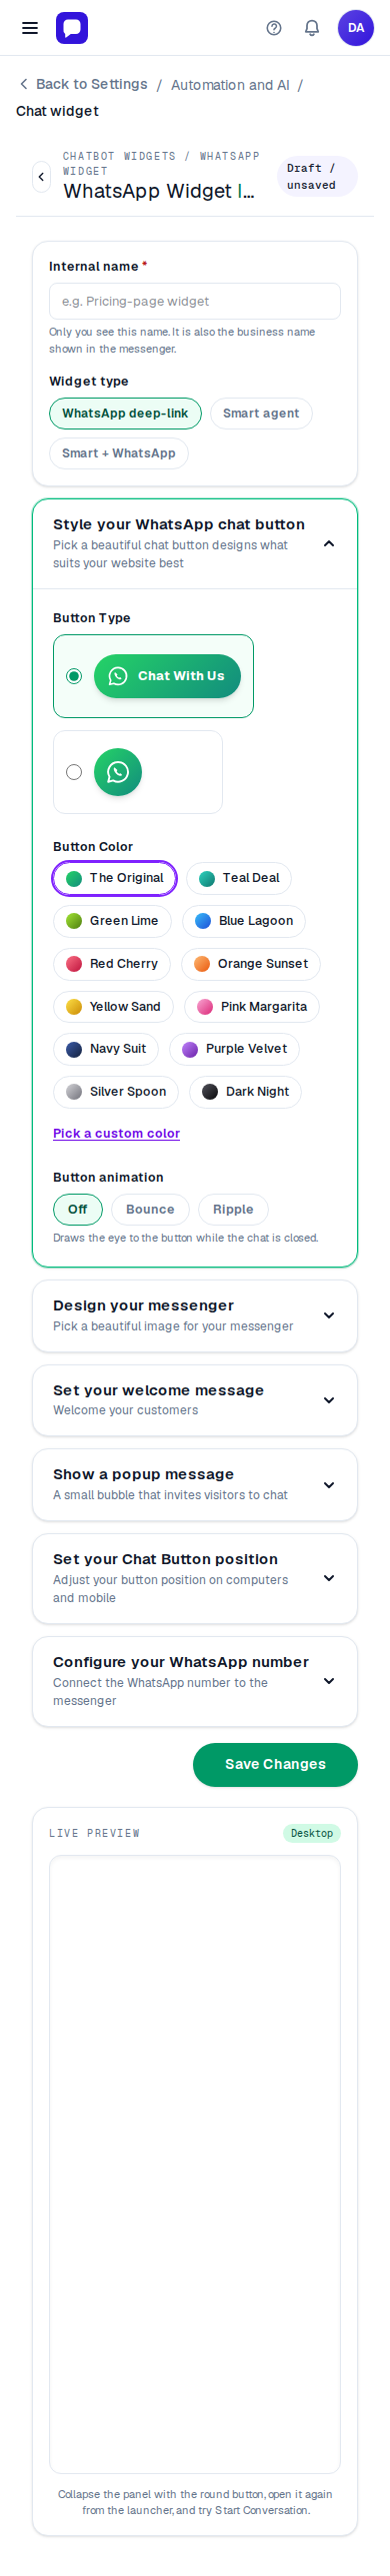 DA
Back to Settings / Automation and AI /
Chat widget
CHATBOT WIDGETS / WHATSAPP
WIDGET
WhatsApp Widget I...
Draft /
unsaved
Internal name *
e.g. Pricing-page widget
Only you see this name. It is also the business name
shown in the messenger.
Widget type
WhatsApp deep-link
Smart agent
Smart + WhatsApp
Style your WhatsApp chat button
Pick a beautiful chat button designs what
suits your website best
Button Type
Chat With Us
Button Color
The Original
Teal Deal
Green Lime
Blue Lagoon
Red Cherry
Orange Sunset
Yellow Sand
Pink Margarita
Navy Suit
Purple Velvet
Silver Spoon
Dark Night
Pick a custom color
Button animation
Off
Bounce
Ripple
Draws the eye to the button while the chat is closed.
Design your messenger
Pick a beautiful image for your messenger
Set your welcome message
Welcome your customers
Show a popup message
A small bubble that invites visitors to chat
Set your Chat Button position
Adjust your button position on computers
and mobile
Configure your WhatsApp number
Connect the WhatsApp number to the
messenger
Save Changes
LIVE PREVIEW
Desktop
Collapse the panel with the round button, open it again
from the launcher, and try Start Conversation.